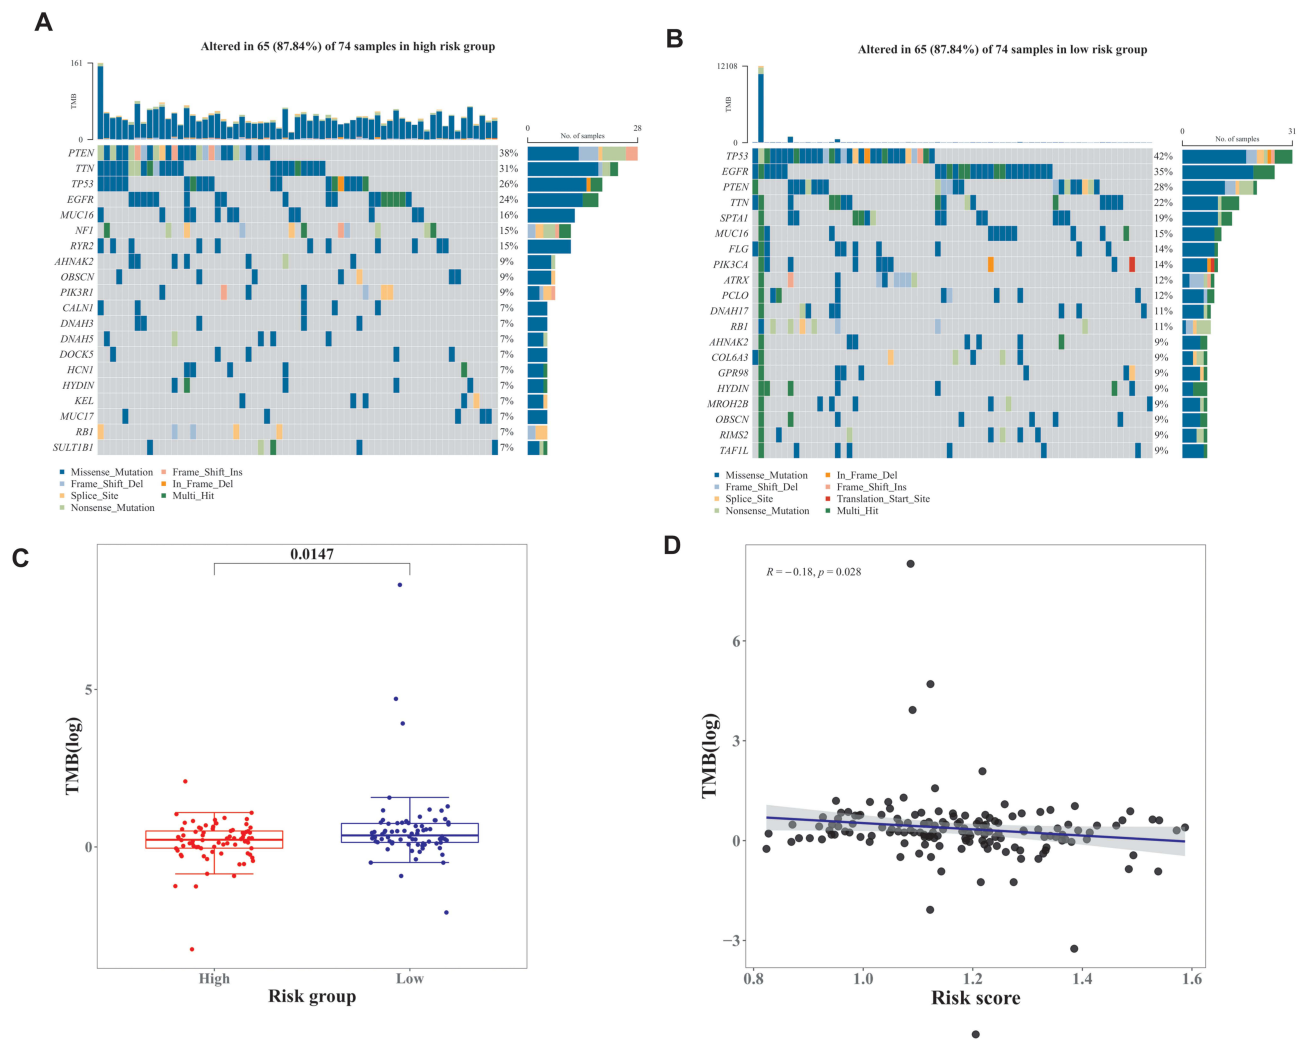 A
Altered in 65 (87.84%) of 74 samples in high risk group
161
TMB
0
0
28
No. of samples
PTEN 38%
TTN 31%
TP53 26%
EGFR 24%
MUC16 16%
NF1 15%
RYR2 15%
AHNAK2 9%
OBSCN 9%
PIK3R1 9%
CALN1 7%
DNAH3 7%
DNAH5 7%
DOCK5 7%
HCN1 7%
HYDIN 7%
KEL 7%
MUC17 7%
RB1 7%
SULT1B1 7%
Missense_Mutation Frame_Shift_Ins
Frame_Shift_Del In_Frame_Del
Splice_Site Multi_Hit
Nonsense_Mutation
B
Altered in 65 (87.84%) of 74 samples in low risk group
12108
TMB
0
0
31
No. of samples
TP53 42%
EGFR 35%
PTEN 28%
TTN 22%
SPTA1 19%
MUC16 15%
FLG 14%
PIK3CA 14%
ATRX 12%
PCLO 12%
DNAH17 11%
RB1 11%
AHNAK2 9%
COL6A3 9%
GPR98 9%
HYDIN 9%
MROH2B 9%
OBSCN 9%
RIMS2 9%
TAF1L 9%
Missense_Mutation In_Frame_Del
Frame_Shift_Del Frame_Shift_Ins
Splice_Site Translation_Start_Site
Nonsense_Mutation Multi_Hit
C
0.0147
5
0
TMB(log)
High Low
Risk group
D
R = −0.18, p = 0.028
6
3
0
−3
TMB(log)
0.8 1.0 1.2 1.4 1.6
Risk score